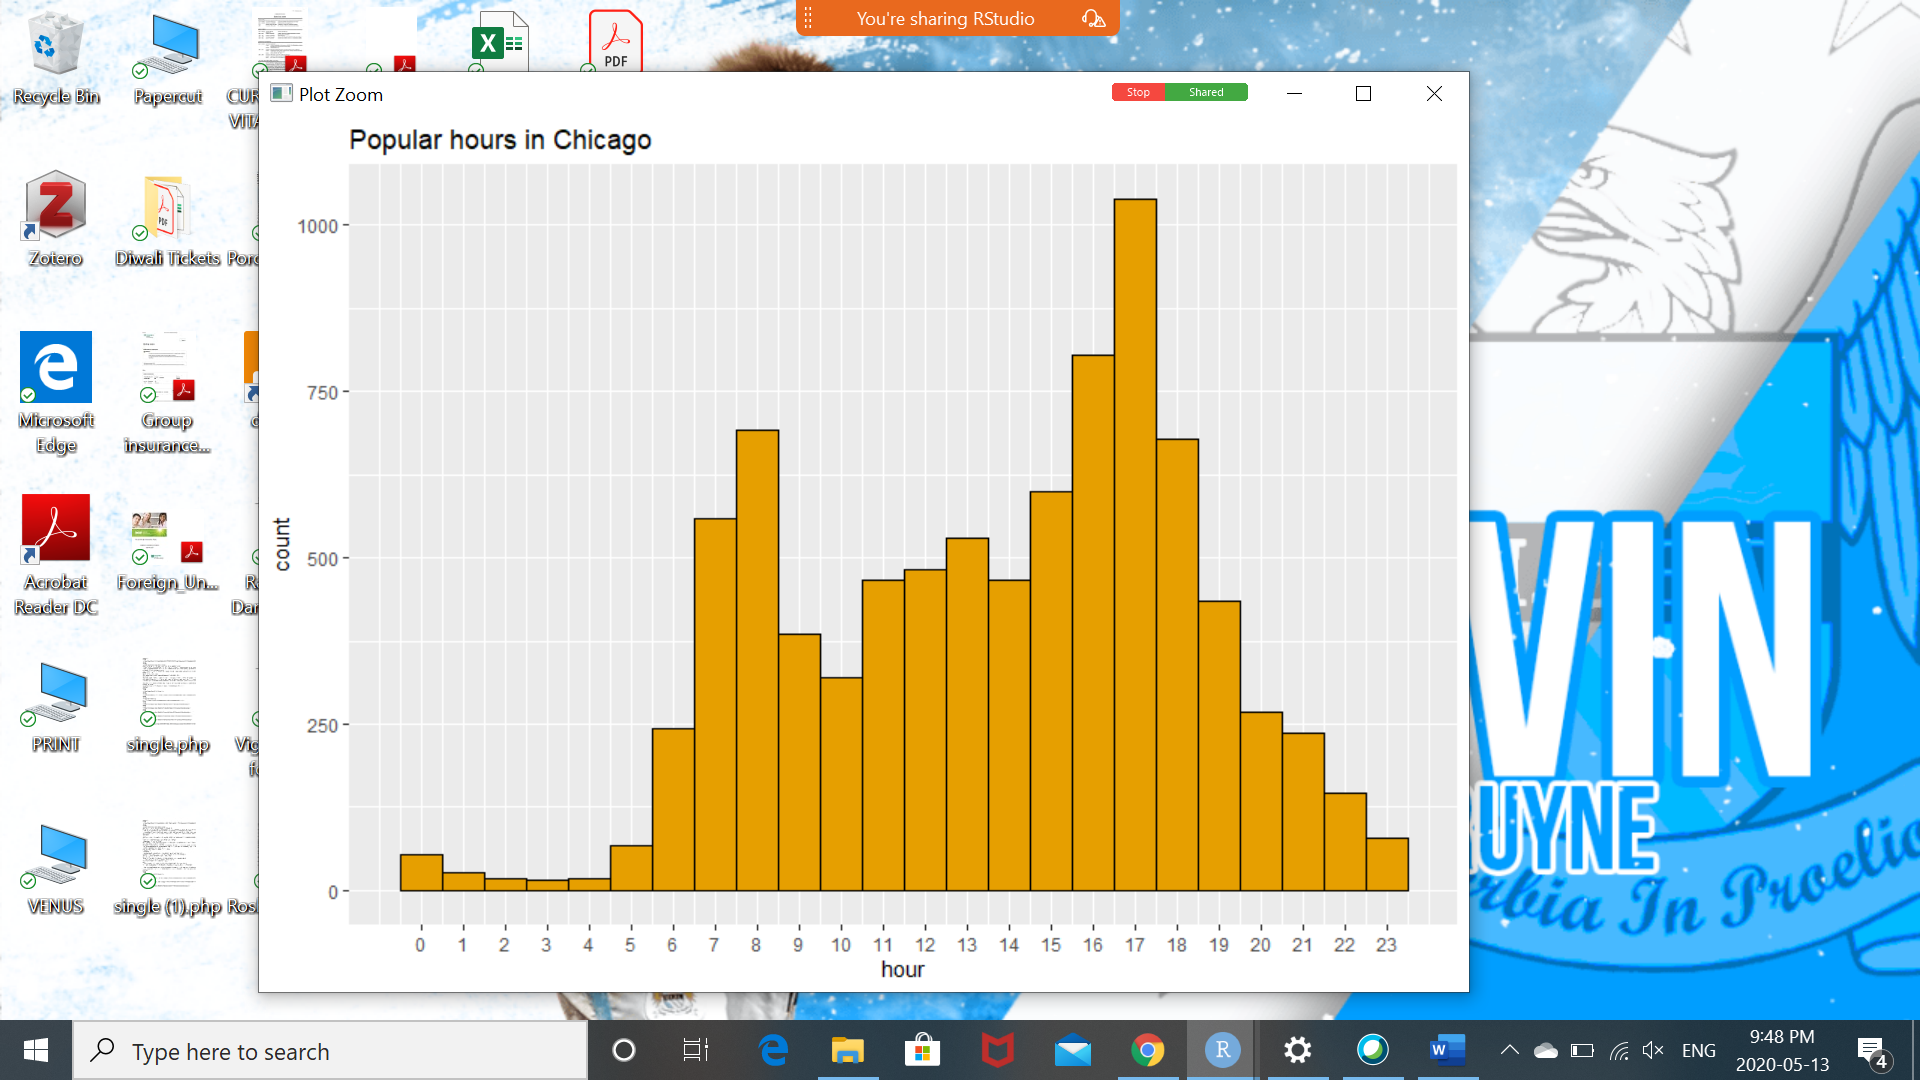 You're sharing RStudio
PDF
Recycle Bin
Papercut
Plot Zoom
Stop
Shared
Popular hours in Chicago
1000
750
500
250
0
count
0 1 2 3 4 5 6 7 8 9 10 11 12 13 14 15 16 17 18 19 20 21 22 23
hour
Zotero
Diwali Tickets
Microsoft
Edge
Group
insurance...
Acrobat
Reader DC
Foreign_Un...
PRINT
single.php
VENUS
single (1).php
VIN
UYNE
In Proelio
Type here to search
ENG
9:48 PM
2020-05-13
4